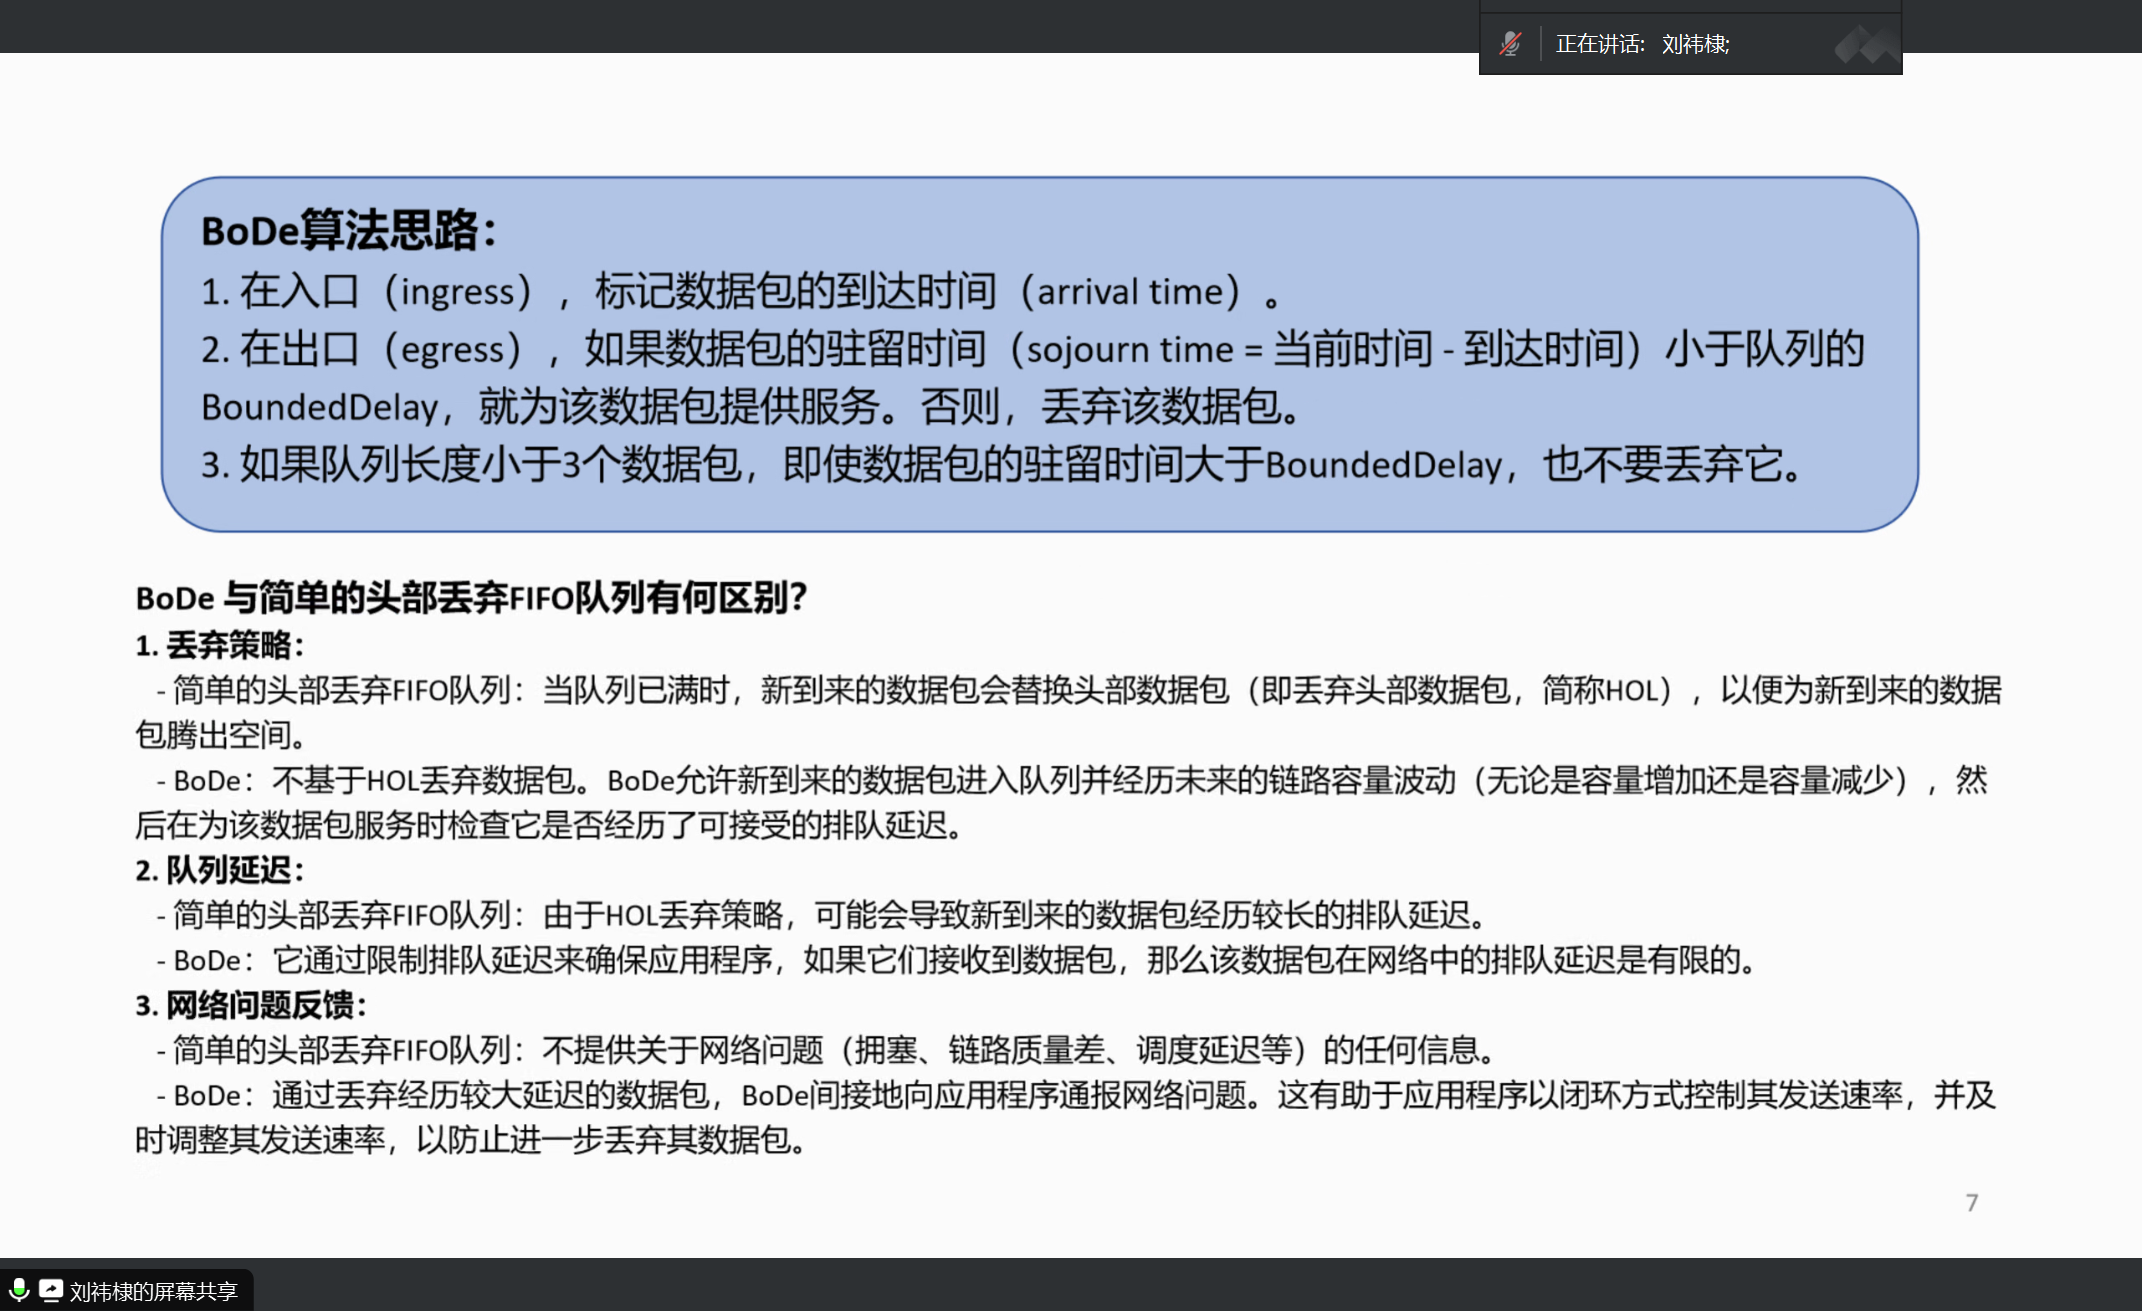 正在讲话: 刘祎棣;
BoDe算法思路：
1. 在入口（ingress），标记数据包的到达时间（arrival time）。
2. 在出口（egress），如果数据包的驻留时间（sojourn time = 当前时间 - 到达时间）小于队列的
BoundedDelay，就为该数据包提供服务。否则，丢弃该数据包。
3. 如果队列长度小于3个数据包，即使数据包的驻留时间大于BoundedDelay，也不要丢弃它。
BoDe 与简单的头部丢弃FIFO队列有何区别？
1. 丢弃策略：
- 简单的头部丢弃FIFO队列：当队列已满时，新到来的数据包会替换头部数据包（即丢弃头部数据包，简称HOL），以便为新到来的数据
包腾出空间。
- BoDe：不基于HOL丢弃数据包。BoDe允许新到来的数据包进入队列并经历未来的链路容量波动（无论是容量增加还是容量减少），然
后在为该数据包服务时检查它是否经历了可接受的排队延迟。
2. 队列延迟：
- 简单的头部丢弃FIFO队列：由于HOL丢弃策略，可能会导致新到来的数据包经历较长的排队延迟。
- BoDe：它通过限制排队延迟来确保应用程序，如果它们接收到数据包，那么该数据包在网络中的排队延迟是有限的。
3. 网络问题反馈：
- 简单的头部丢弃FIFO队列：不提供关于网络问题（拥塞、链路质量差、调度延迟等）的任何信息。
- BoDe：通过丢弃经历较大延迟的数据包，BoDe间接地向应用程序通报网络问题。这有助于应用程序以闭环方式控制其发送速率，并及
时调整其发送速率，以防止进一步丢弃其数据包。
7
刘祎棣的屏幕共享